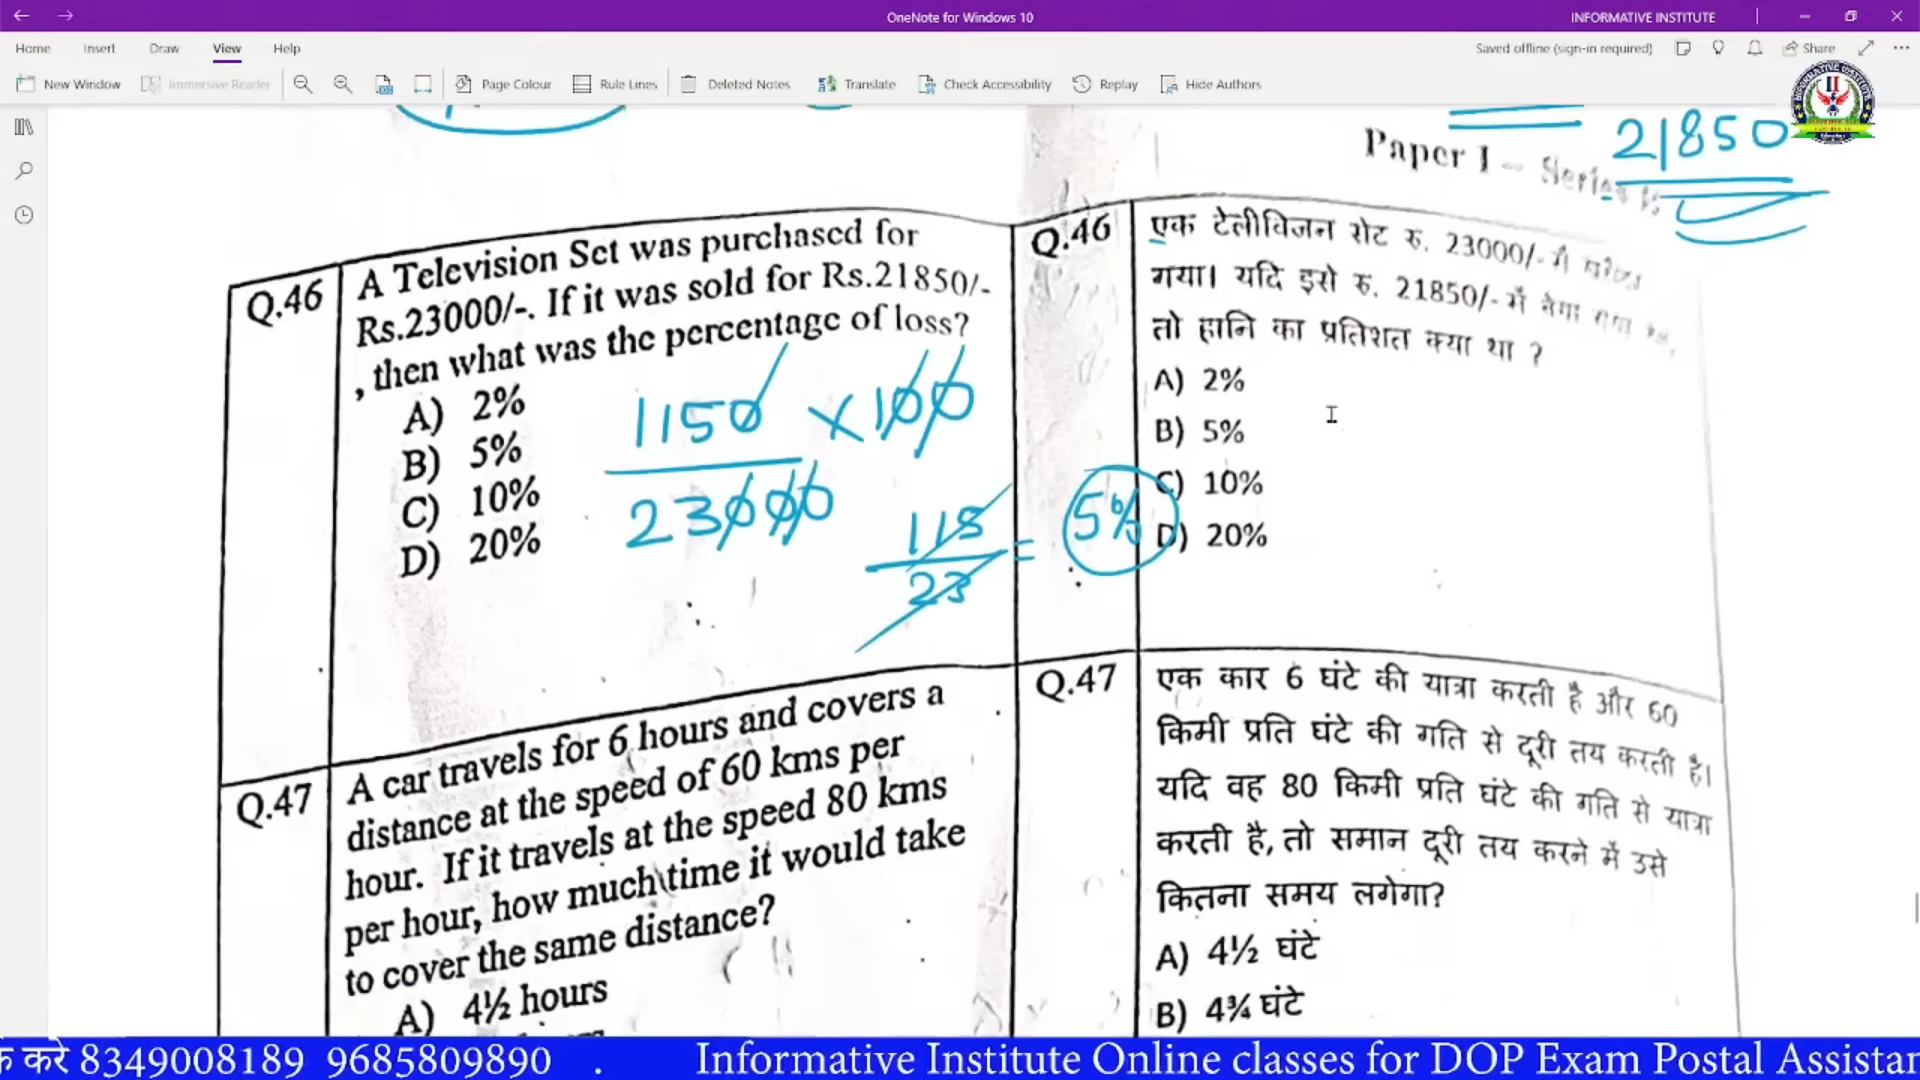 OneNote for Windows 10
INFORMATIVE INSTITUTE
Home Insert Draw View Help
Saved offline (sign-in required)
Share
New Window
Immersive Reader
Page Colour
Rule Lines
Deleted Notes
Translate
Check Accessibility
Replay
Hide Authors
21850
Paper I - Series
Q.46
A Television Set was purchased for
Rs.23000/-. If it was sold for Rs.21850/-
, then what was the percentage of loss?
A) 2%
B) 5%
C) 10%
D) 20%
1150 × 100
23000
115
23
= 5%
Q.46
एक टेलीविजन सेट रु. 23000/- में
गया। यदि इसे रु. 21850/- में
तो हानि का प्रतिशत क्या था ?
A) 2%
B) 5%
C) 10%
D) 20%
Q.47
A car travels for 6 hours and covers a
distance at the speed of 60 kms per
hour. If it travels at the speed 80 kms
per hour, how much time it would take
to cover the same distance?
A) 4½ hours
Q.47
एक कार 6 घंटे की यात्रा करती है और 60
किमी प्रति घंटे की गति से दूरी तय करती है।
यदि वह 80 किमी प्रति घंटे की गति से यात्रा
करती है, तो समान दूरी तय करने में उसे
कितना समय लगेगा?
A) 4½ घंटे
B) 4¾ घंटे
करे 8349008189 9685809890 . Informative Institute Online classes for DOP Exam Postal Assistan